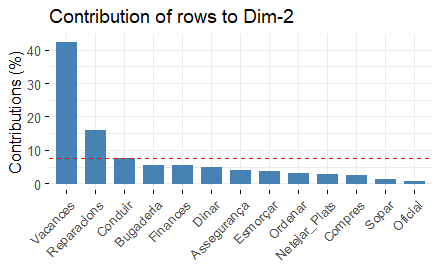 Contribution of rows to Dim-2
Contributions (%)
40
30
20
10
0
Vacances
Reparacions
Conduir
Bugaderia
Finances
Dinar
Assegurança
Esmorçar
Ordenar
Netejar_Plats
Compres
Sopar
Oficial